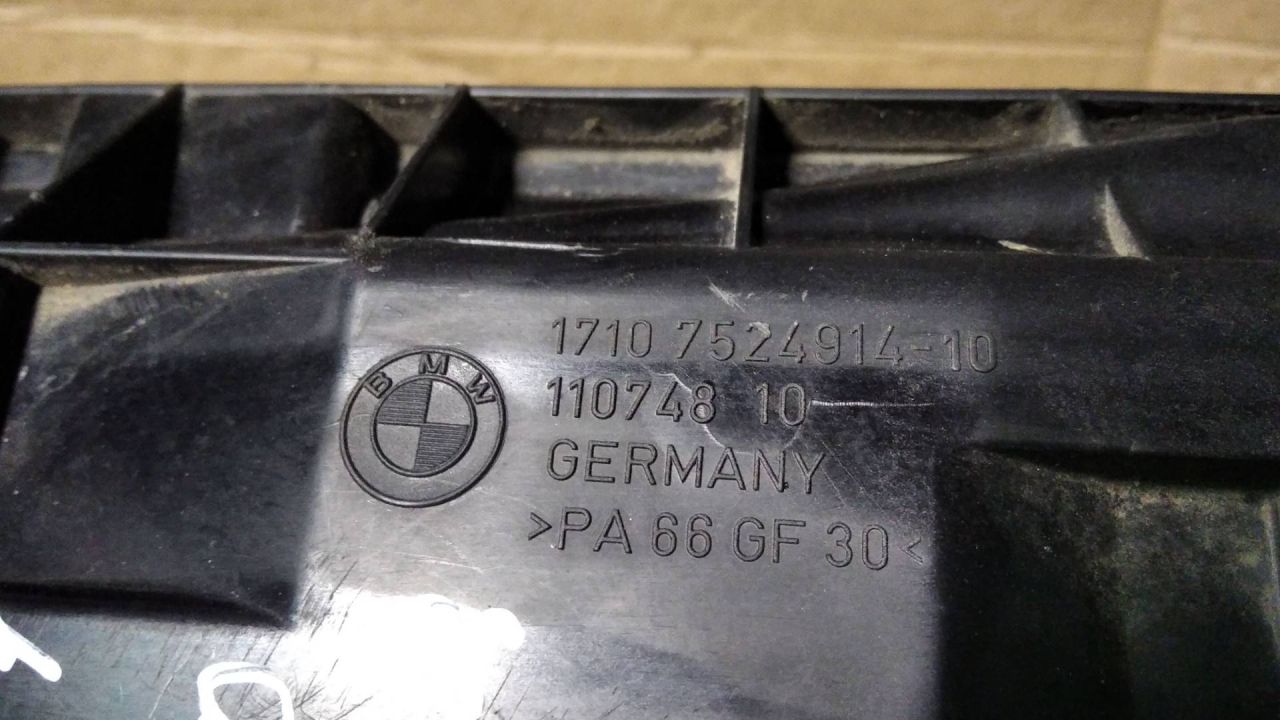 BMW
1710 7524914-10
110748 10
GERMANY
>PA 66 GF 30<